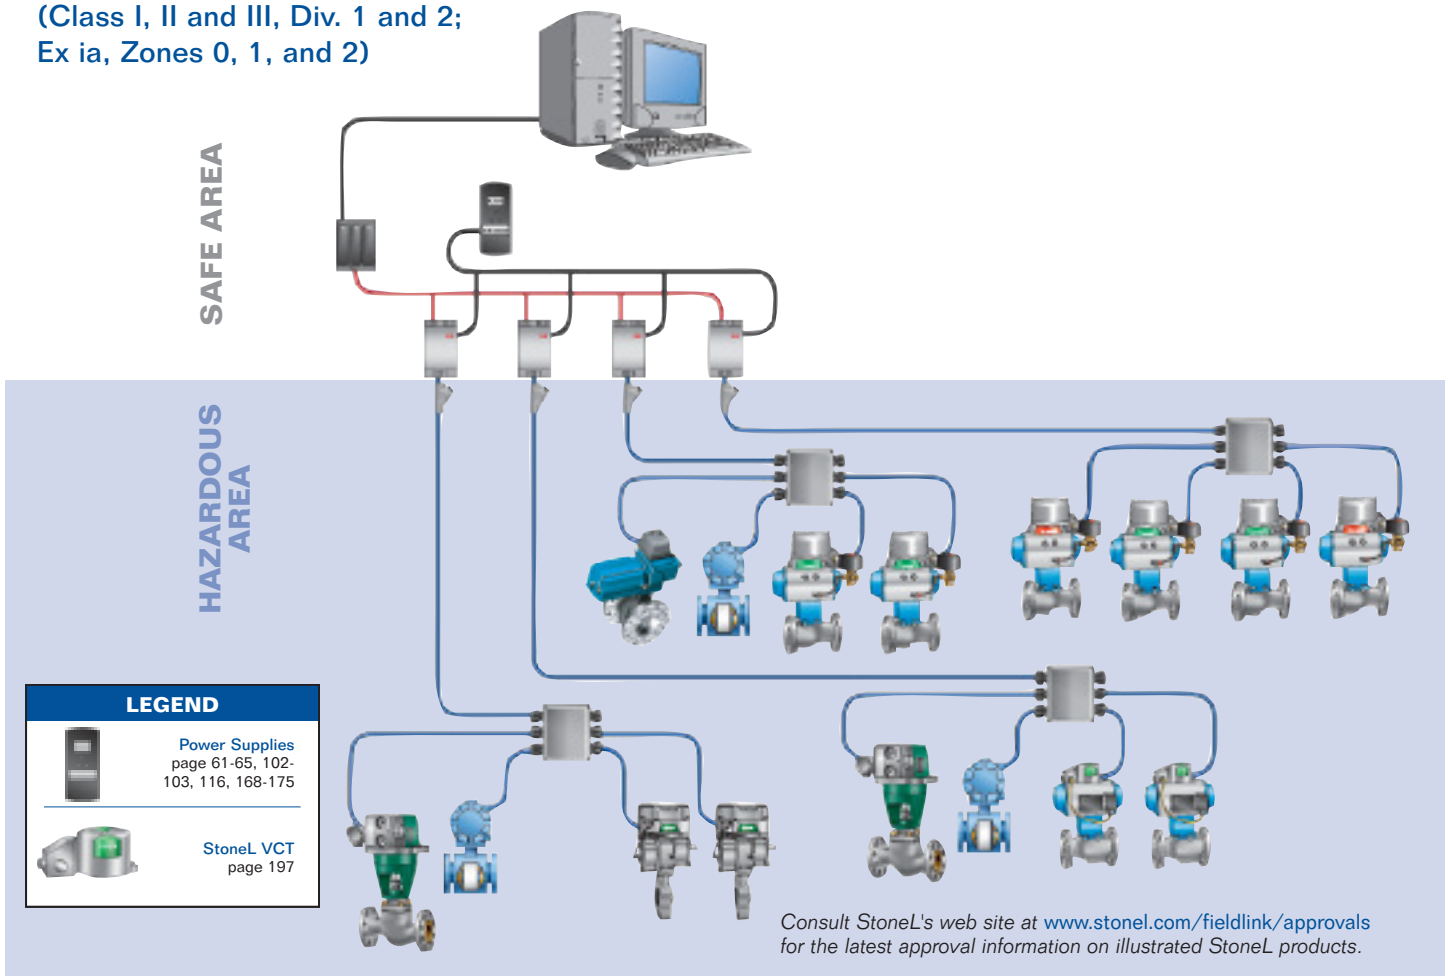 (Class I, II and III, Div. 1 and 2;
Ex ia, Zones 0, 1, and 2)
SAFE AREA
HAZARDOUS
AREA
LEGEND
Power Supplies
page 61-65, 102-
103, 116, 168-175
StoneL VCT
page 197
Consult StoneL's web site at www.stonel.com/fieldlink/approvals
for the latest approval information on illustrated StoneL products.